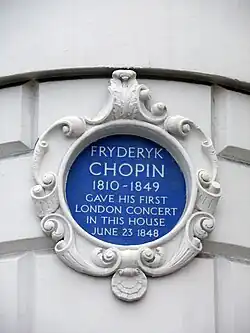 FRYDERYK
CHOPIN
1810-1849
GAVE HIS FIRST
LONDON CONCERT
IN THIS HOUSE
JUNE 23 1848